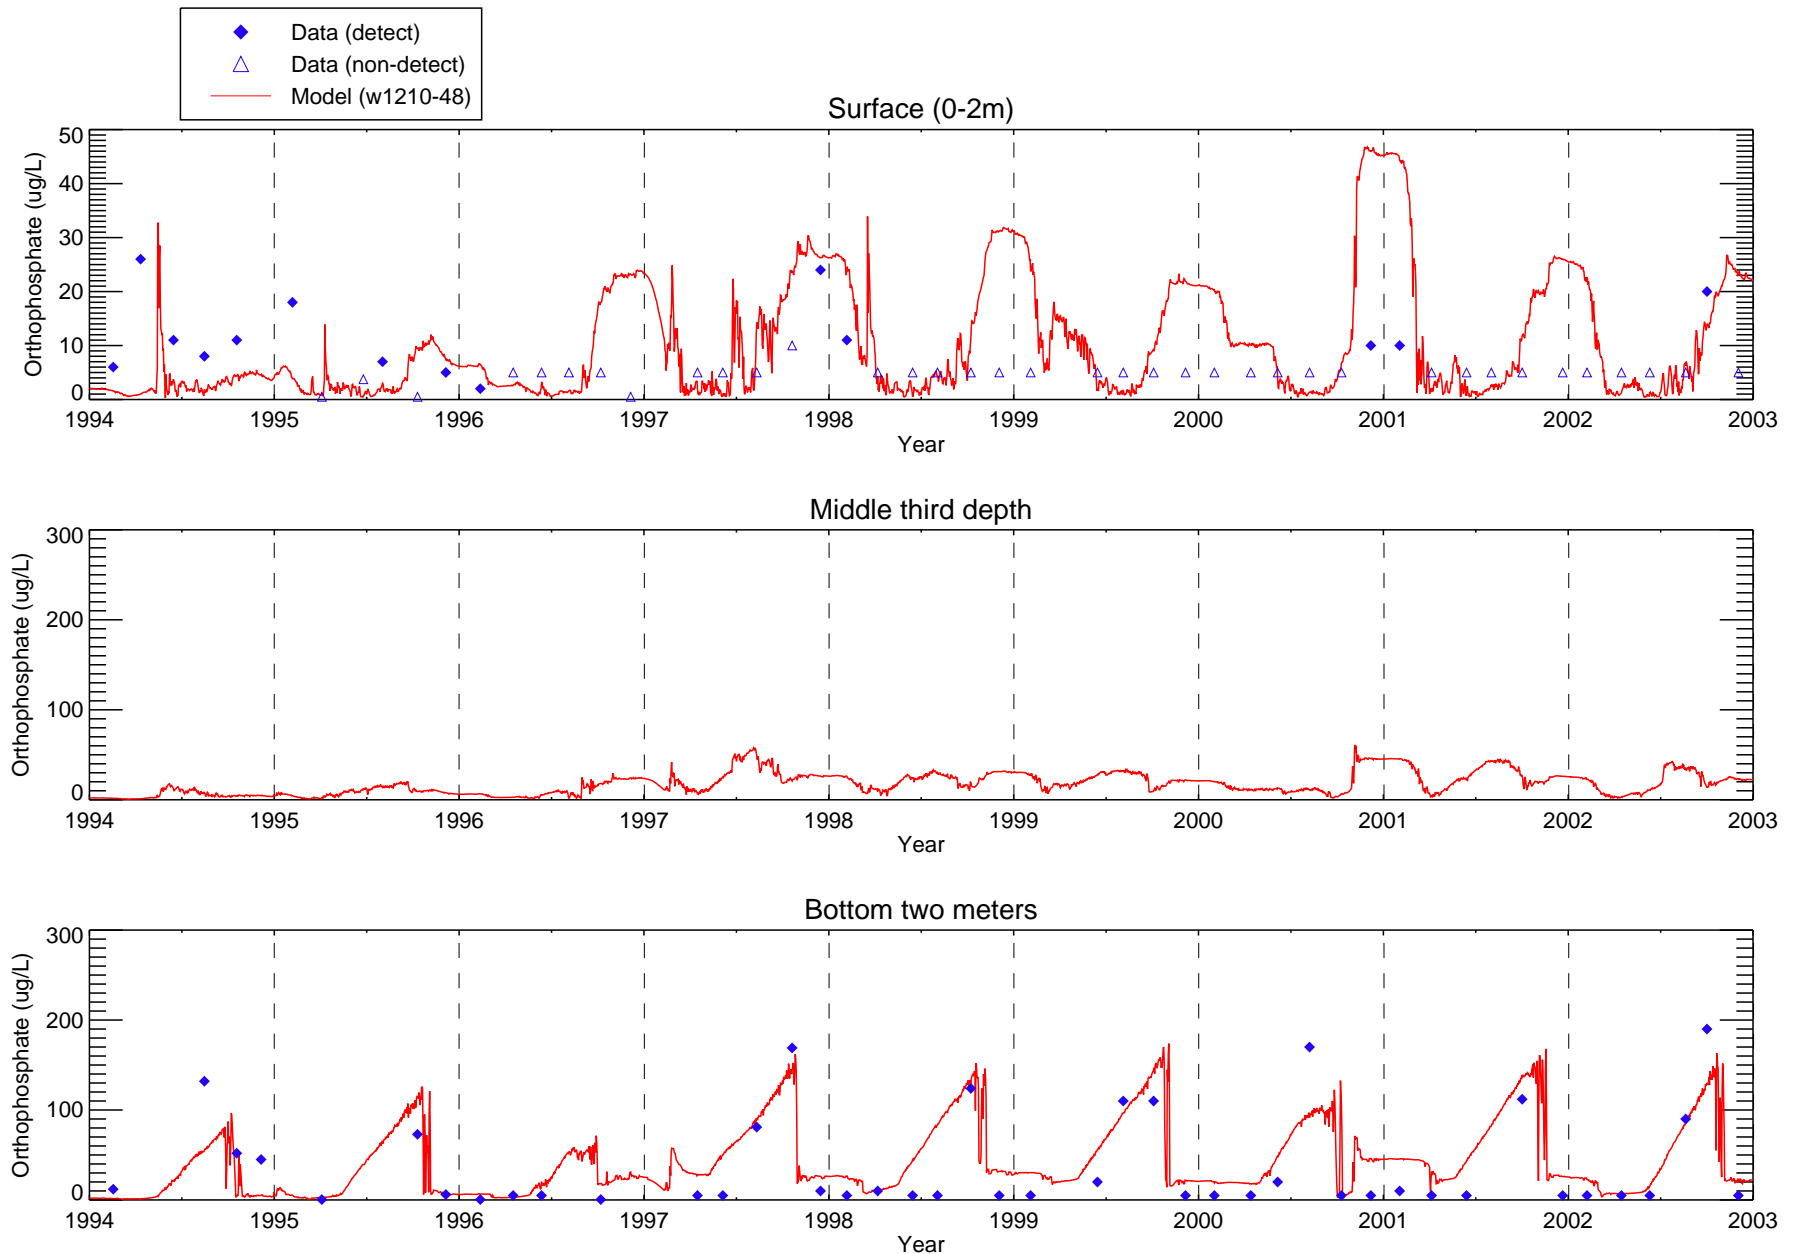 Data (detect)
Data (non-detect)
Model (w1210-48)
Surface (0-2m)
Orthophosphate (ug/L)
50
40
30
20
10
0
1994 1995 1996 1997 1998 1999 2000 2001 2002 2003
Year
Middle third depth
Orthophosphate (ug/L)
300
200
100
0
1994 1995 1996 1997 1998 1999 2000 2001 2002 2003
Year
Bottom two meters
Orthophosphate (ug/L)
300
200
100
0
1994 1995 1996 1997 1998 1999 2000 2001 2002 2003
Year